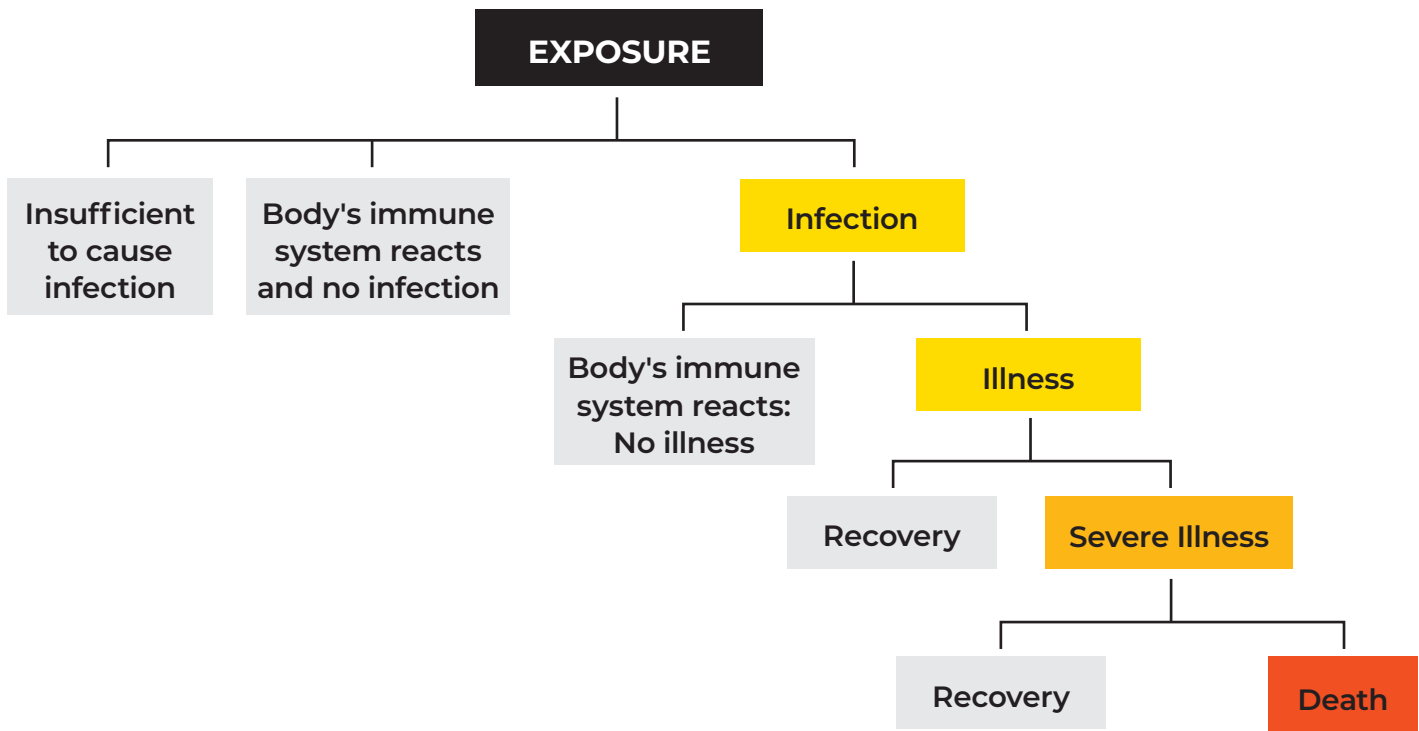 EXPOSURE
Insufficient
to cause
infection
Body's immune
system reacts
and no infection
Infection
Body's immune
system reacts:
No illness
Illness
Recovery
Severe Illness
Recovery
Death